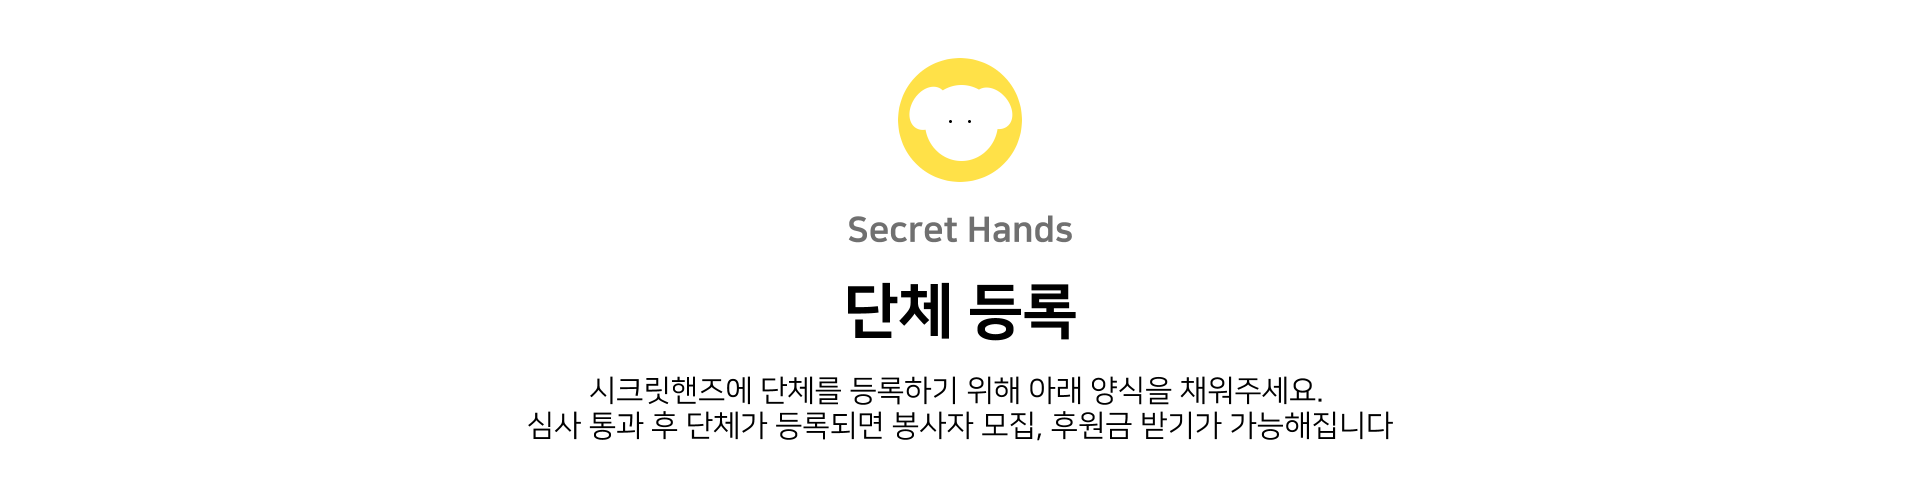 Secret Hands
단체 등록
시크릿핸즈에 단체를 등록하기 위해 아래 양식을 채워주세요.
심사 통과 후 단체가 등록되면 봉사자 모집, 후원금 받기가 가능해집니다